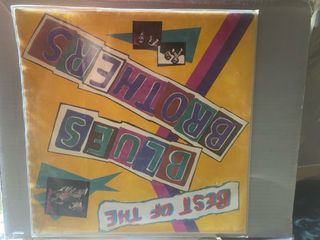 BEST OF THE
BLUES
BROTHERS